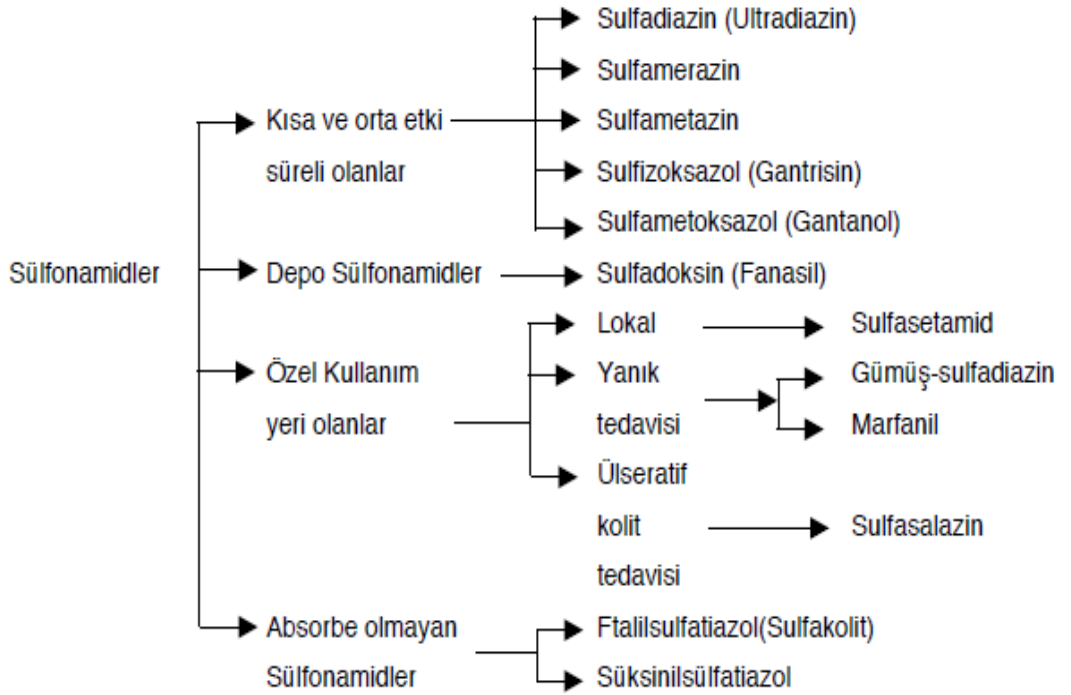 Sülfonamidler
Kısa ve orta etki
süreli olanlar
Sulfadiazin (Ultradiazin)
Sulfamerazin
Sulfametazin
Sulfizoksazol (Gantrisin)
Sulfametoksazol (Gantanol)
Depo Sülfonamidler
Sulfadoksin (Fanasil)
Özel Kullanım
yeri olanlar
Lokal
Sulfasetamid
Yanık
tedavisi
Gümüş-sulfadiazin
Marfanil
Ülseratif
kolit
tedavisi
Sulfasalazin
Absorbe olmayan
Sülfonamidler
Ftalilsulfatiazol(Sulfakolit)
Süksinilsülfatiazol